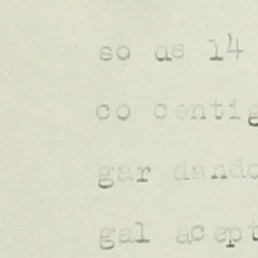 so as 14
co centig
gar dando
gal acept